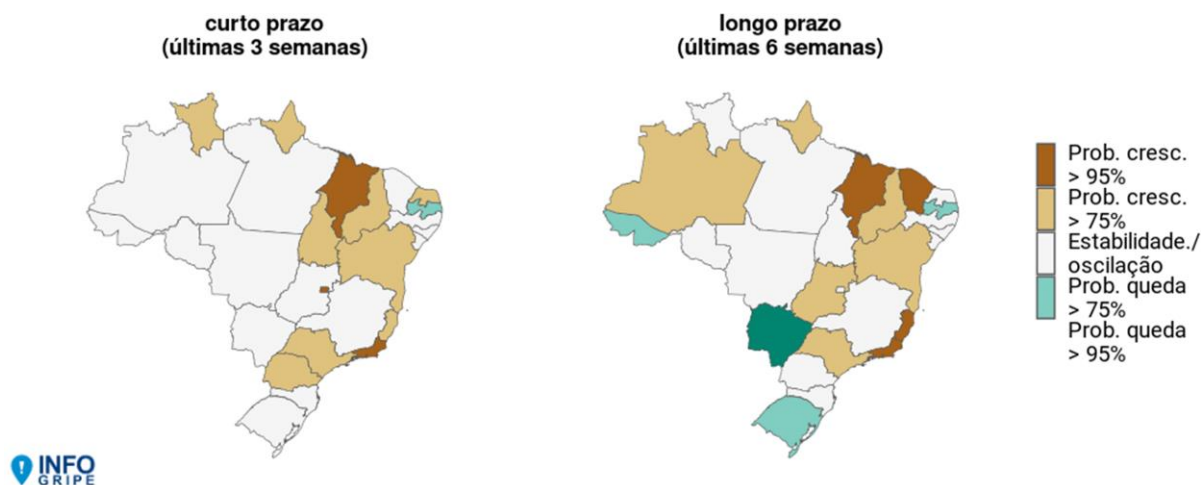 curto prazo
(últimas 3 semanas)
longo prazo
(últimas 6 semanas)
Prob. cresc.
> 95%
Prob. cresc.
> 75%
Estabilidade./
oscilação
Prob. queda
> 75%
Prob. queda
> 95%
INFO
GRIPE